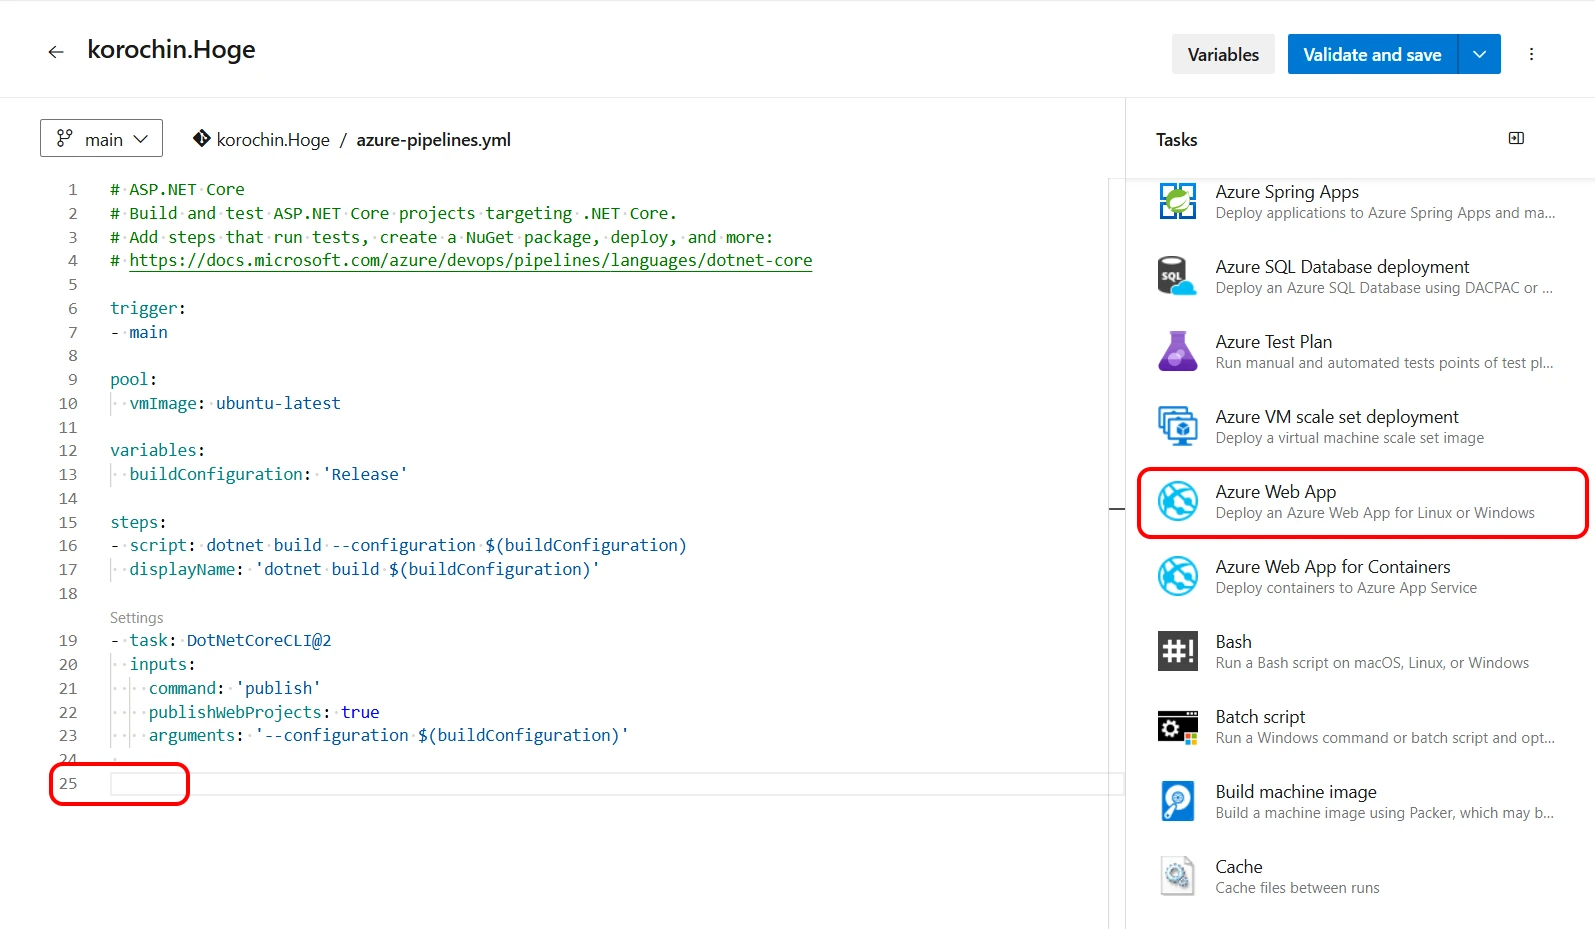 korochin.Hoge
Variables
Validate and save
main
korochin.Hoge / azure-pipelines.yml
1 # ASP.NET Core
2 # Build and test ASP.NET Core projects targeting .NET Core.
3 # Add steps that run tests, create a NuGet package, deploy, and more:
4 # https://docs.microsoft.com/azure/devops/pipelines/languages/dotnet-core
5
6 trigger:
7 - main
8
9 pool:
10   vmImage: ubuntu-latest
11
12 variables:
13   buildConfiguration: 'Release'
14
15 steps:
16 - script: dotnet build --configuration $(buildConfiguration)
17   displayName: 'dotnet build $(buildConfiguration)'
18
Settings
19 - task: DotNetCoreCLI@2
20   inputs:
21     command: 'publish'
22     publishWebProjects: true
23     arguments: '--configuration $(buildConfiguration)'
24
25
Tasks
Azure Spring Apps
Deploy applications to Azure Spring Apps and ma...
Azure SQL Database deployment
Deploy an Azure SQL Database using DACPAC or ...
Azure Test Plan
Run manual and automated tests points of test pl...
Azure VM scale set deployment
Deploy a virtual machine scale set image
Azure Web App
Deploy an Azure Web App for Linux or Windows
Azure Web App for Containers
Deploy containers to Azure App Service
#!
Bash
Run a Bash script on macOS, Linux, or Windows
Batch script
Run a Windows command or batch script and opt...
Build machine image
Build a machine image using Packer, which may b...
Cache
Cache files between runs
SQL